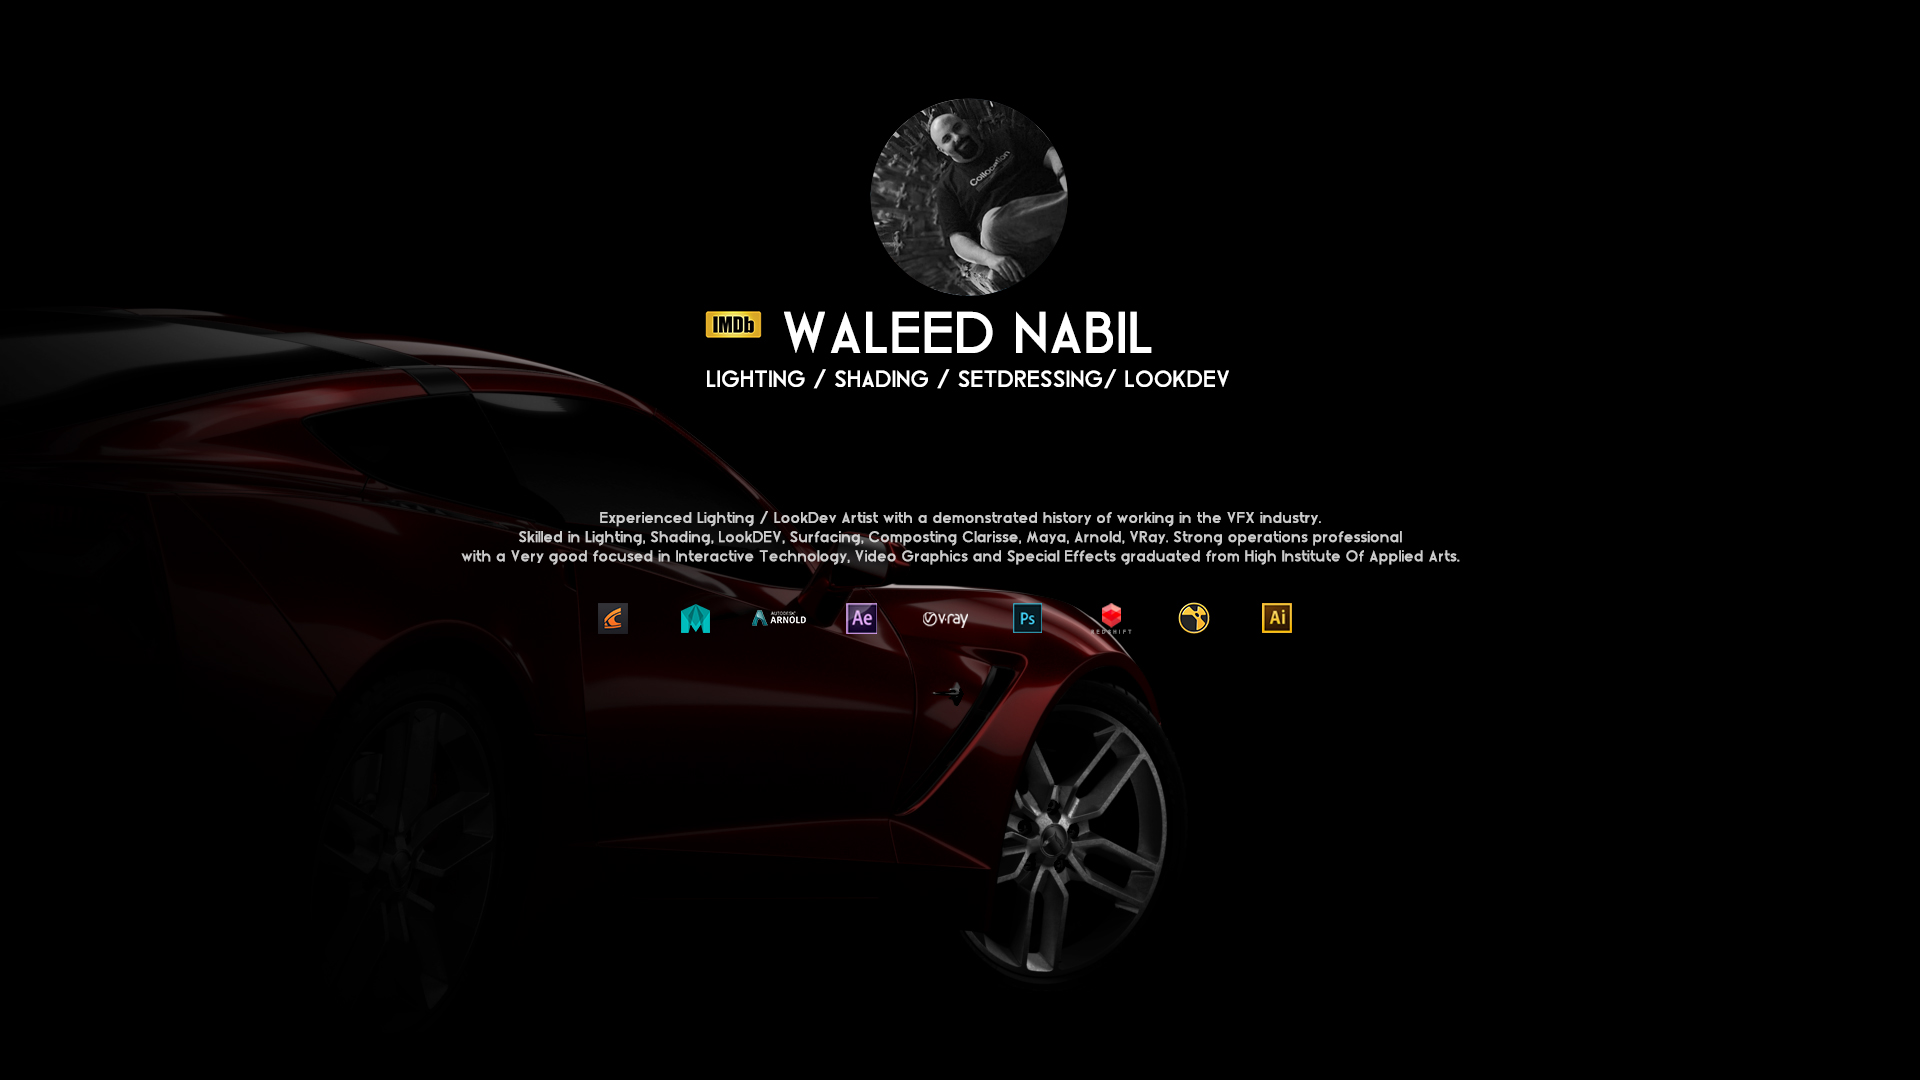 Collocation
IMDb
WALEED NABIL
LIGHTING / SHADING / SETDRESSING/ LOOKDEV
Experienced Lighting / LookDev Artist with a demonstrated history of working in the VFX industry.
Skilled in Lighting, Shading, LookDEV, Surfacing, Composting Clarisse, Maya, Arnold, VRay. Strong operations professional
with a Very good focused in Interactive Technology, Video Graphics and Special Effects graduated from High Institute Of Applied Arts.
AUTODESK' ARNOLD Ae v·ray Ps REDSHIFT Ai